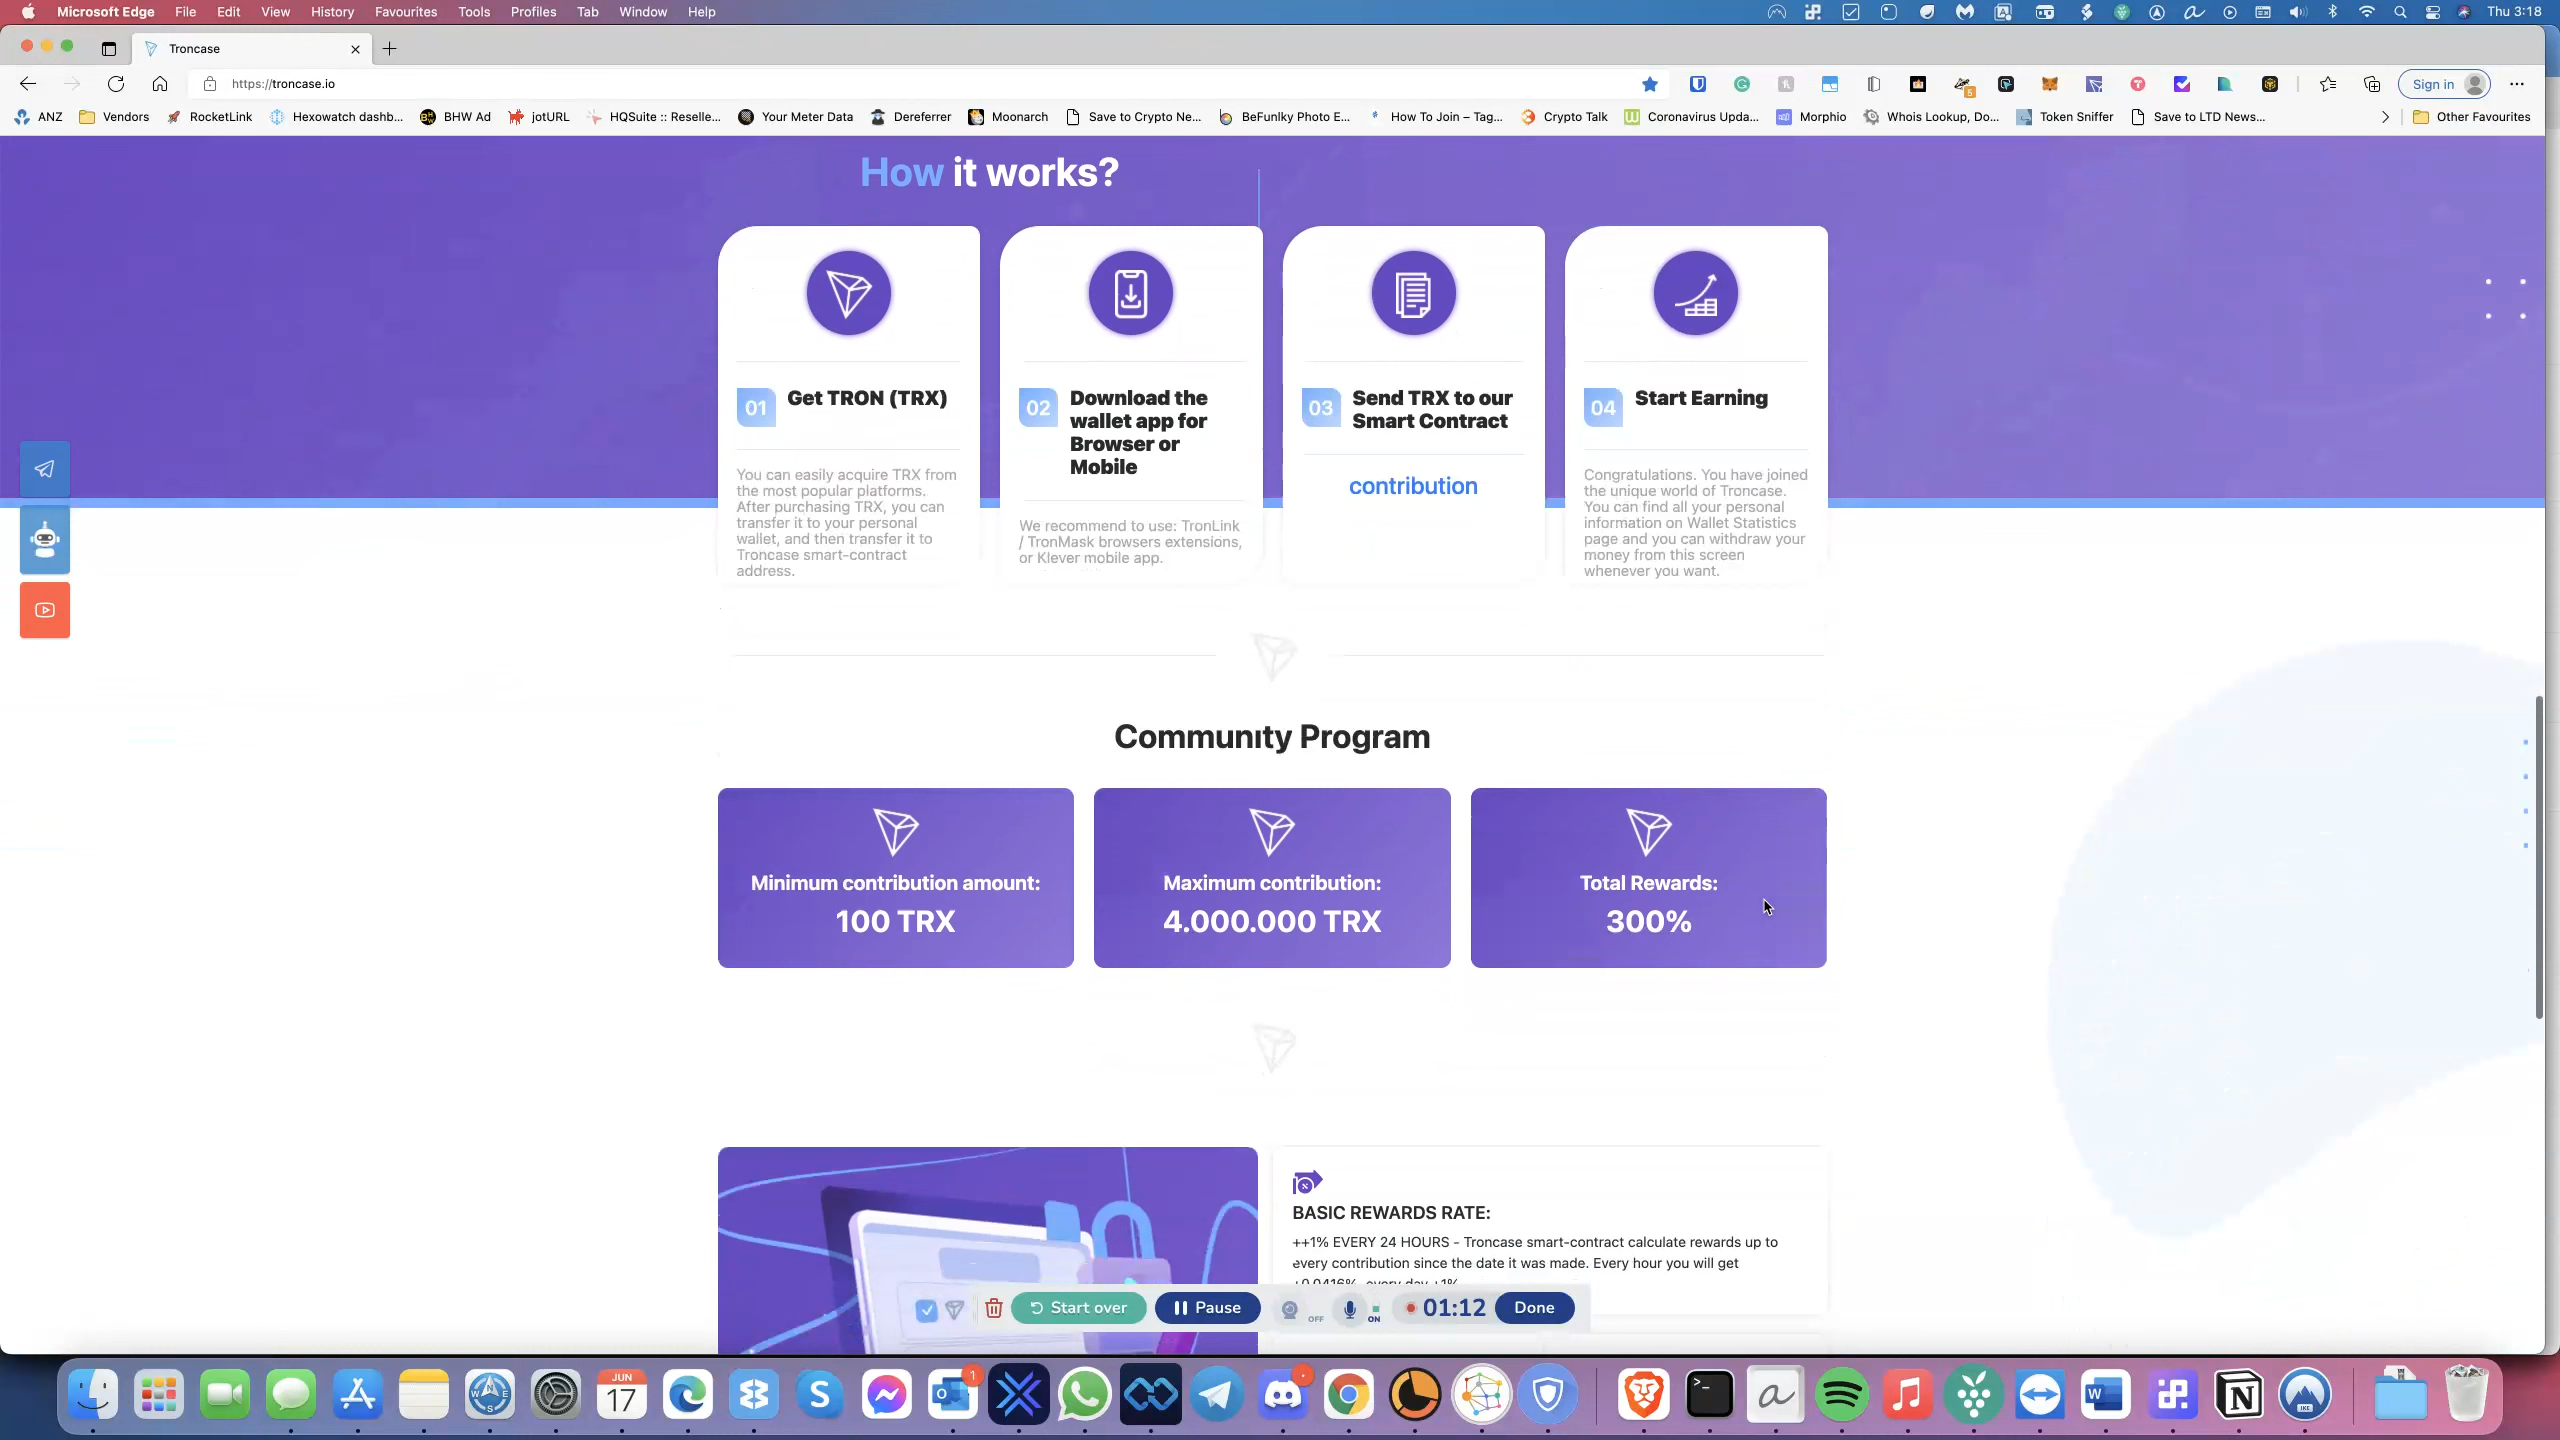 Microsoft Edge File Edit View History Favourites Tools Profiles Tab Window Help
Thu 3:18
Troncase
https://troncase.io
Sign in
ANZ Vendors RocketLink Hexowatch dashb... BHW Ad jotURL HQSuite :: Reselle... Your Meter Data Dereferrer Moonarch Save to Crypto Ne... BeFunlky Photo E... How To Join – Tag... Crypto Talk Coronavirus Upda... Morphio Whois Lookup, Do... Token Sniffer Save to LTD News... Other Favourites
How it works?
01 Get TRON (TRX)
You can easily acquire TRX from
the most popular platforms.
After purchasing TRX, you can
transfer it to your personal
wallet, and then transfer it to
Troncase smart-contract
address.
02 Download the
wallet app for
Browser or
Mobile
We recommend to use: TronLink
/ TronMask browsers extensions,
or Klever mobile app.
03 Send TRX to our
Smart Contract
contribution
04 Start Earning
Congratulations. You have joined
the unique world of Troncase.
You can find all your personal
information on Wallet Statistics
page and you can withdraw your
money from this screen
whenever you want.
Communıty Program
Minimum contribution amount:
100 TRX
Maximum contribution:
4.000.000 TRX
Total Rewards:
300%
BASIC REWARDS RATE:
++1% EVERY 24 HOURS - Troncase smart-contract calculate rewards up to
every contribution since the date it was made. Every hour you will get
+0.0416%, every day +1%
Start over Pause OFF ON 01:12 Done
JUN
17
1